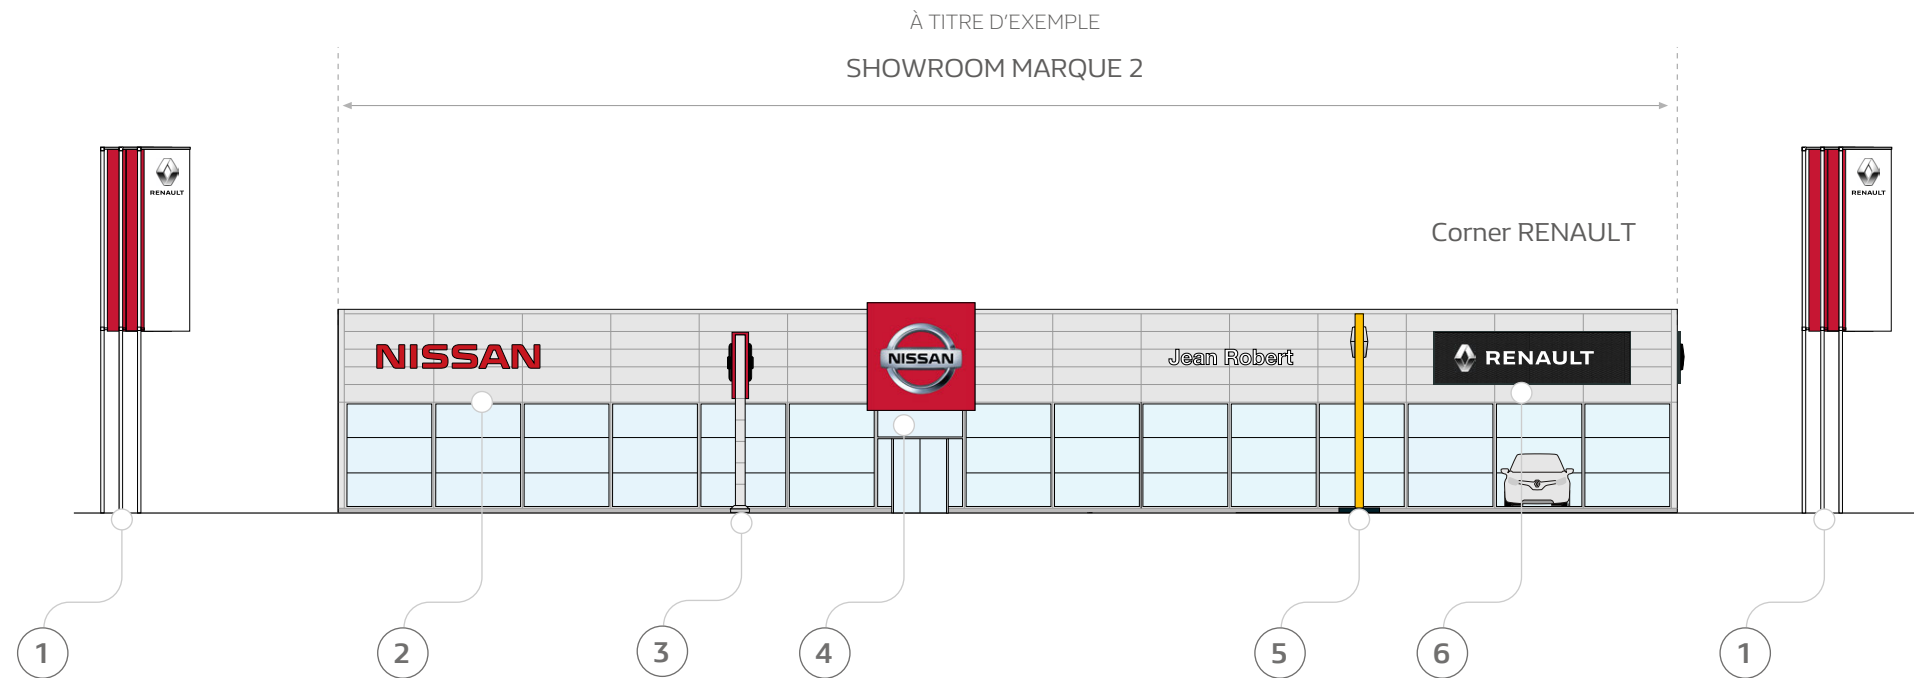 À TITRE D'EXEMPLE
SHOWROOM MARQUE 2
RENAULT
RENAULT
Corner RENAULT
NISSAN
NISSAN
Jean Robert
RENAULT
1
2
3
4
5
6
1